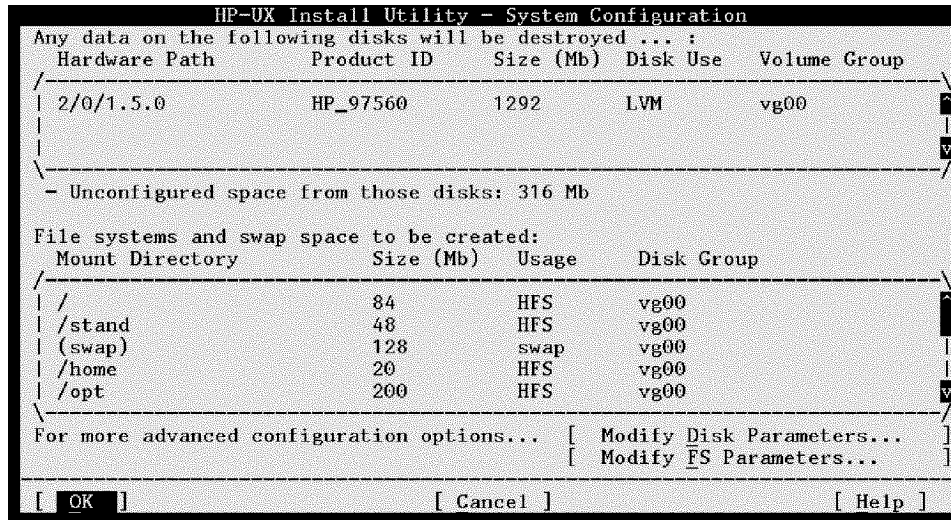 HP-UX Install Utility - System Configuration
Any data on the following disks will be destroyed ... :
Hardware Path Product ID Size (Mb) Disk Use Volume Group
2/0/1.5.0 HP_97560 1292 LVM vg00
- Unconfigured space from those disks: 316 Mb
File systems and swap space to be created:
Mount Directory Size (Mb) Usage Disk Group
/ 84 HFS vg00
/stand 48 HFS vg00
(swap) 128 swap vg00
/home 20 HFS vg00
/opt 200 HFS vg00
For more advanced configuration options... [ Modify Disk Parameters... ]
[ Modify FS Parameters... ]
[ OK ] [ Cancel ] [ Help ]